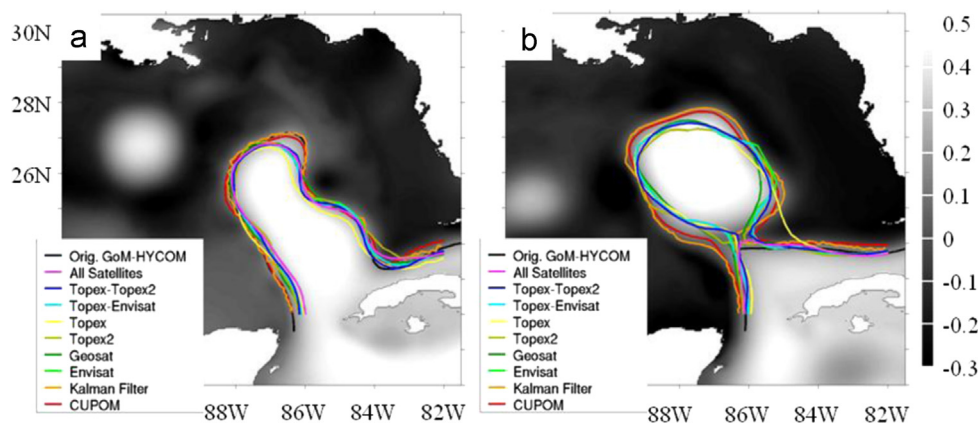 a
b
30N
28N
26N
Orig. GoM-HYCOM
All Satellites
Topex-Topex2
Topex-Envisat
Topex
Topex2
Geosat
Envisat
Kalman Filter
CUPOM
88W 86W 84W 82W
Orig. GoM-HYCOM
All Satellites
Topex-Topex2
Topex-Envisat
Topex
Topex2
Geosat
Envisat
Kalman Filter
CUPOM
88W 86W 84W 82W
0.5
0.4
0.3
0.2
0.1
0
-0.1
-0.2
-0.3